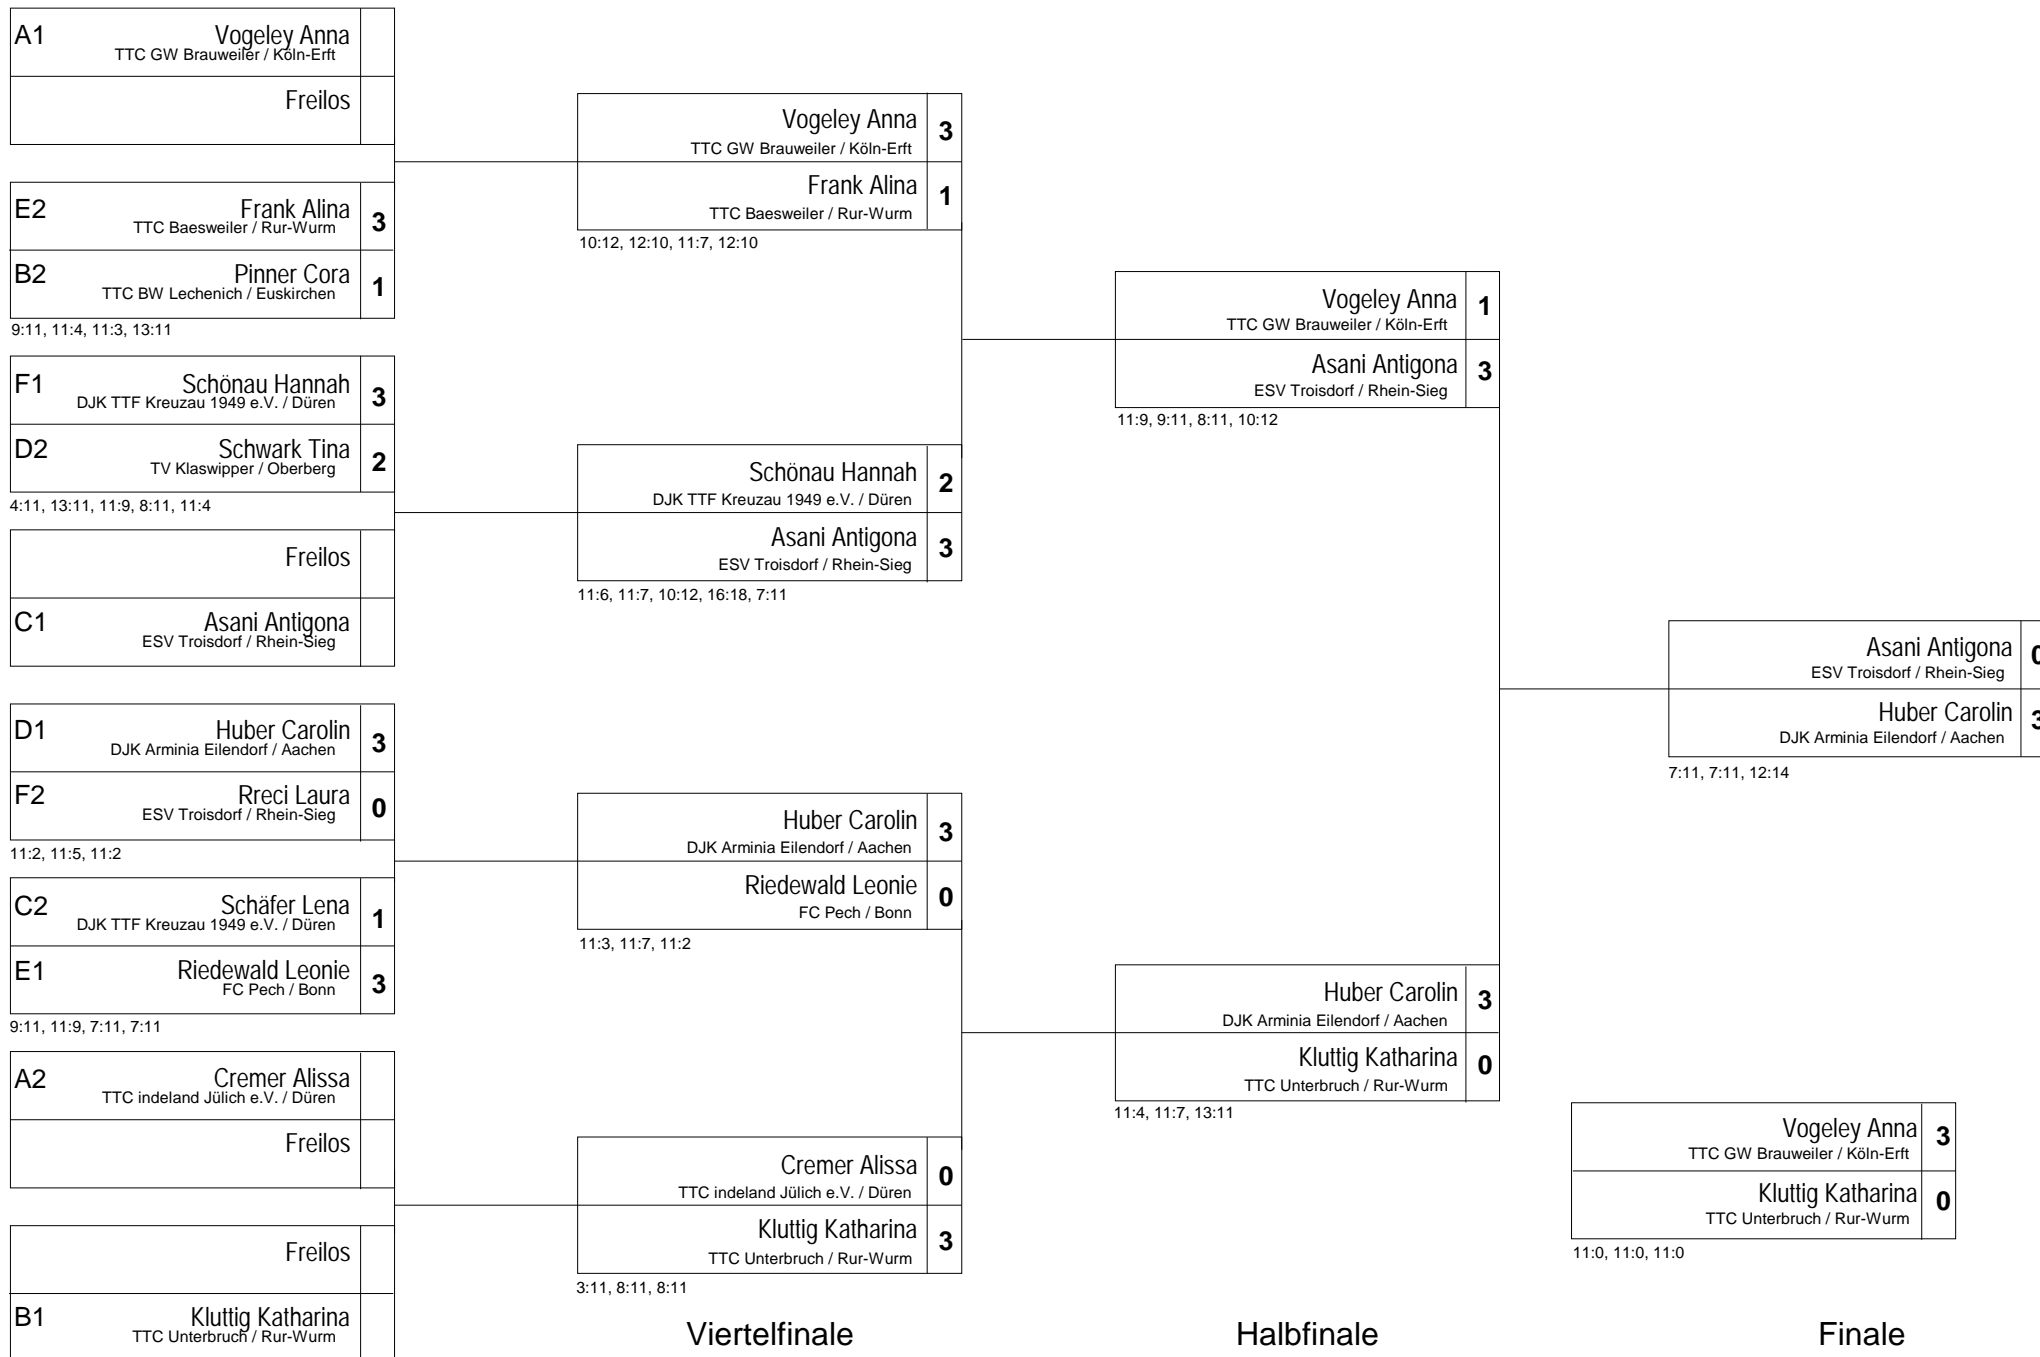 A1
Vogeley Anna
TTC GW Brauweiler / Köln-Erft
Freilos
E2
Frank Alina
3
TTC Baesweiler / Rur-Wurm
B2
Pinner Cora
1
TTC BW Lechenich / Euskirchen
9:11, 11:4, 11:3, 13:11
F1
Schönau Hannah
3
DJK TTF Kreuzau 1949 e.V. / Düren
D2
Schwark Tina
2
TV Klaswipper / Oberberg
4:11, 13:11, 11:9, 8:11, 11:4
Freilos
C1
Asani Antigona
ESV Troisdorf / Rhein-Sieg
D1
Huber Carolin
3
DJK Arminia Eilendorf / Aachen
F2
Rreci Laura
0
ESV Troisdorf / Rhein-Sieg
11:2, 11:5, 11:2
C2
Schäfer Lena
1
DJK TTF Kreuzau 1949 e.V. / Düren
E1
Riedewald Leonie
3
FC Pech / Bonn
9:11, 11:9, 7:11, 7:11
A2
Cremer Alissa
TTC indeland Jülich e.V. / Düren
Freilos
Freilos
B1
Kluttig Katharina
TTC Unterbruch / Rur-Wurm
Vogeley Anna
3
TTC GW Brauweiler / Köln-Erft
Frank Alina
1
TTC Baesweiler / Rur-Wurm
10:12, 12:10, 11:7, 12:10
Schönau Hannah
2
DJK TTF Kreuzau 1949 e.V. / Düren
Asani Antigona
3
ESV Troisdorf / Rhein-Sieg
11:6, 11:7, 10:12, 16:18, 7:11
Huber Carolin
3
DJK Arminia Eilendorf / Aachen
Riedewald Leonie
0
FC Pech / Bonn
11:3, 11:7, 11:2
Cremer Alissa
0
TTC indeland Jülich e.V. / Düren
Kluttig Katharina
3
TTC Unterbruch / Rur-Wurm
3:11, 8:11, 8:11
Viertelfinale
Vogeley Anna
1
TTC GW Brauweiler / Köln-Erft
Asani Antigona
3
ESV Troisdorf / Rhein-Sieg
11:9, 9:11, 8:11, 10:12
Huber Carolin
3
DJK Arminia Eilendorf / Aachen
Kluttig Katharina
0
TTC Unterbruch / Rur-Wurm
11:4, 11:7, 13:11
Halbfinale
Asani Antigona
0
ESV Troisdorf / Rhein-Sieg
Huber Carolin
3
DJK Arminia Eilendorf / Aachen
7:11, 7:11, 12:14
Vogeley Anna
3
TTC GW Brauweiler / Köln-Erft
Kluttig Katharina
0
TTC Unterbruch / Rur-Wurm
11:0, 11:0, 11:0
Finale